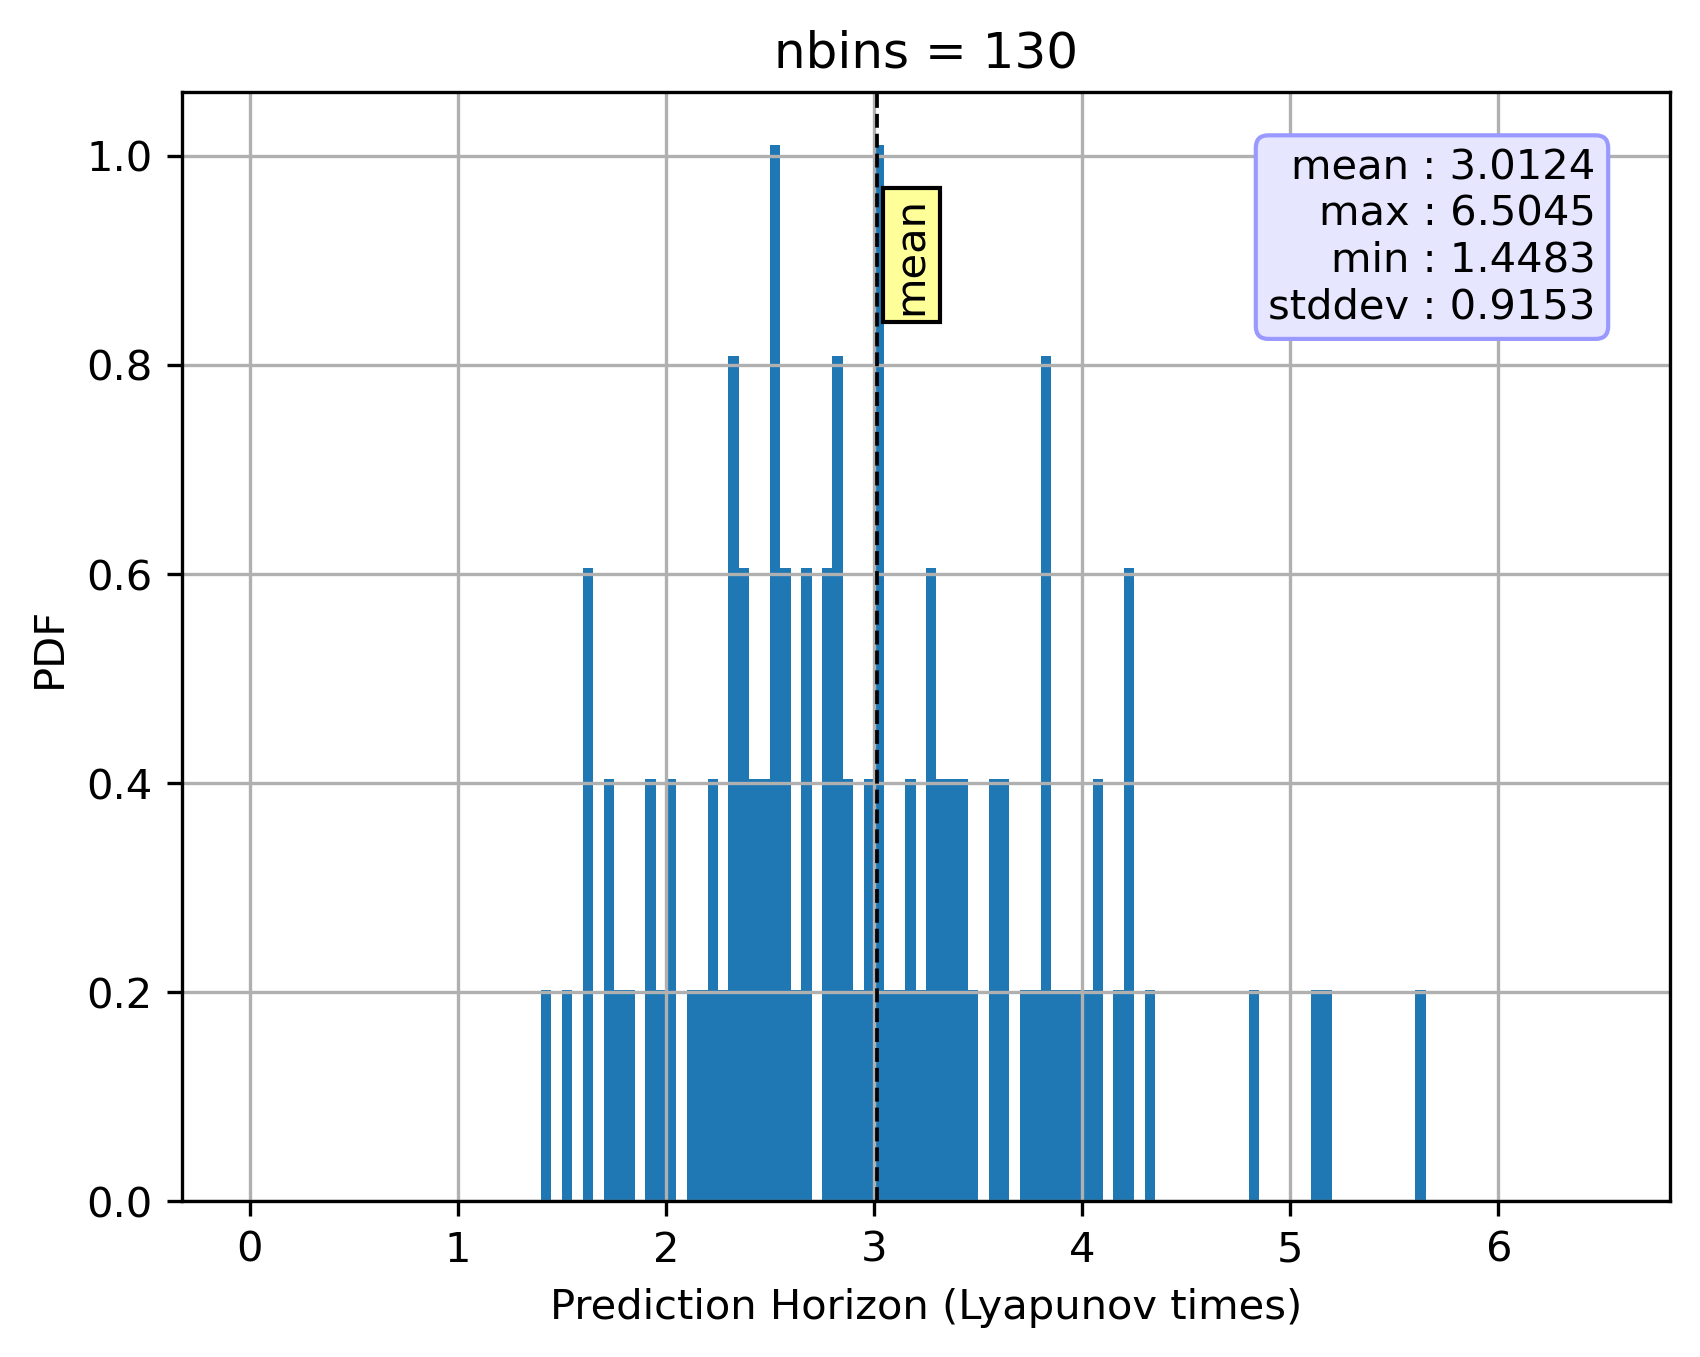 nbins = 130
mean : 3.0124
max : 6.5045
min : 1.4483
stddev : 0.9153
mean
PDF
1.0
0.8
0.6
0.4
0.2
0.0
0 1 2 3 4 5 6
Prediction Horizon (Lyapunov times)